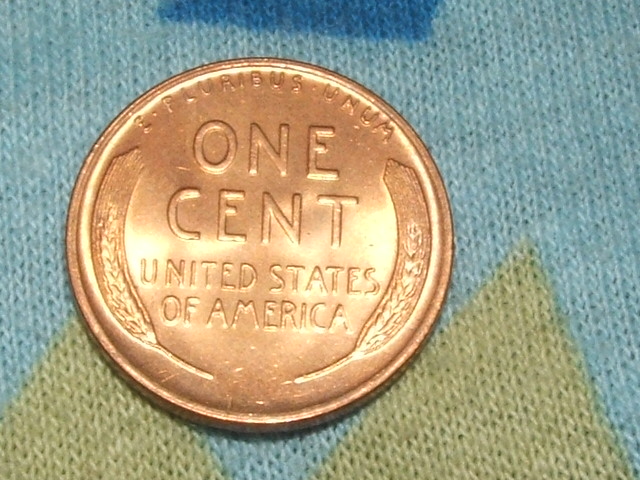 E·PLURIBUS·UNUM
ONE
CENT
UNITED STATES
OF AMERICA